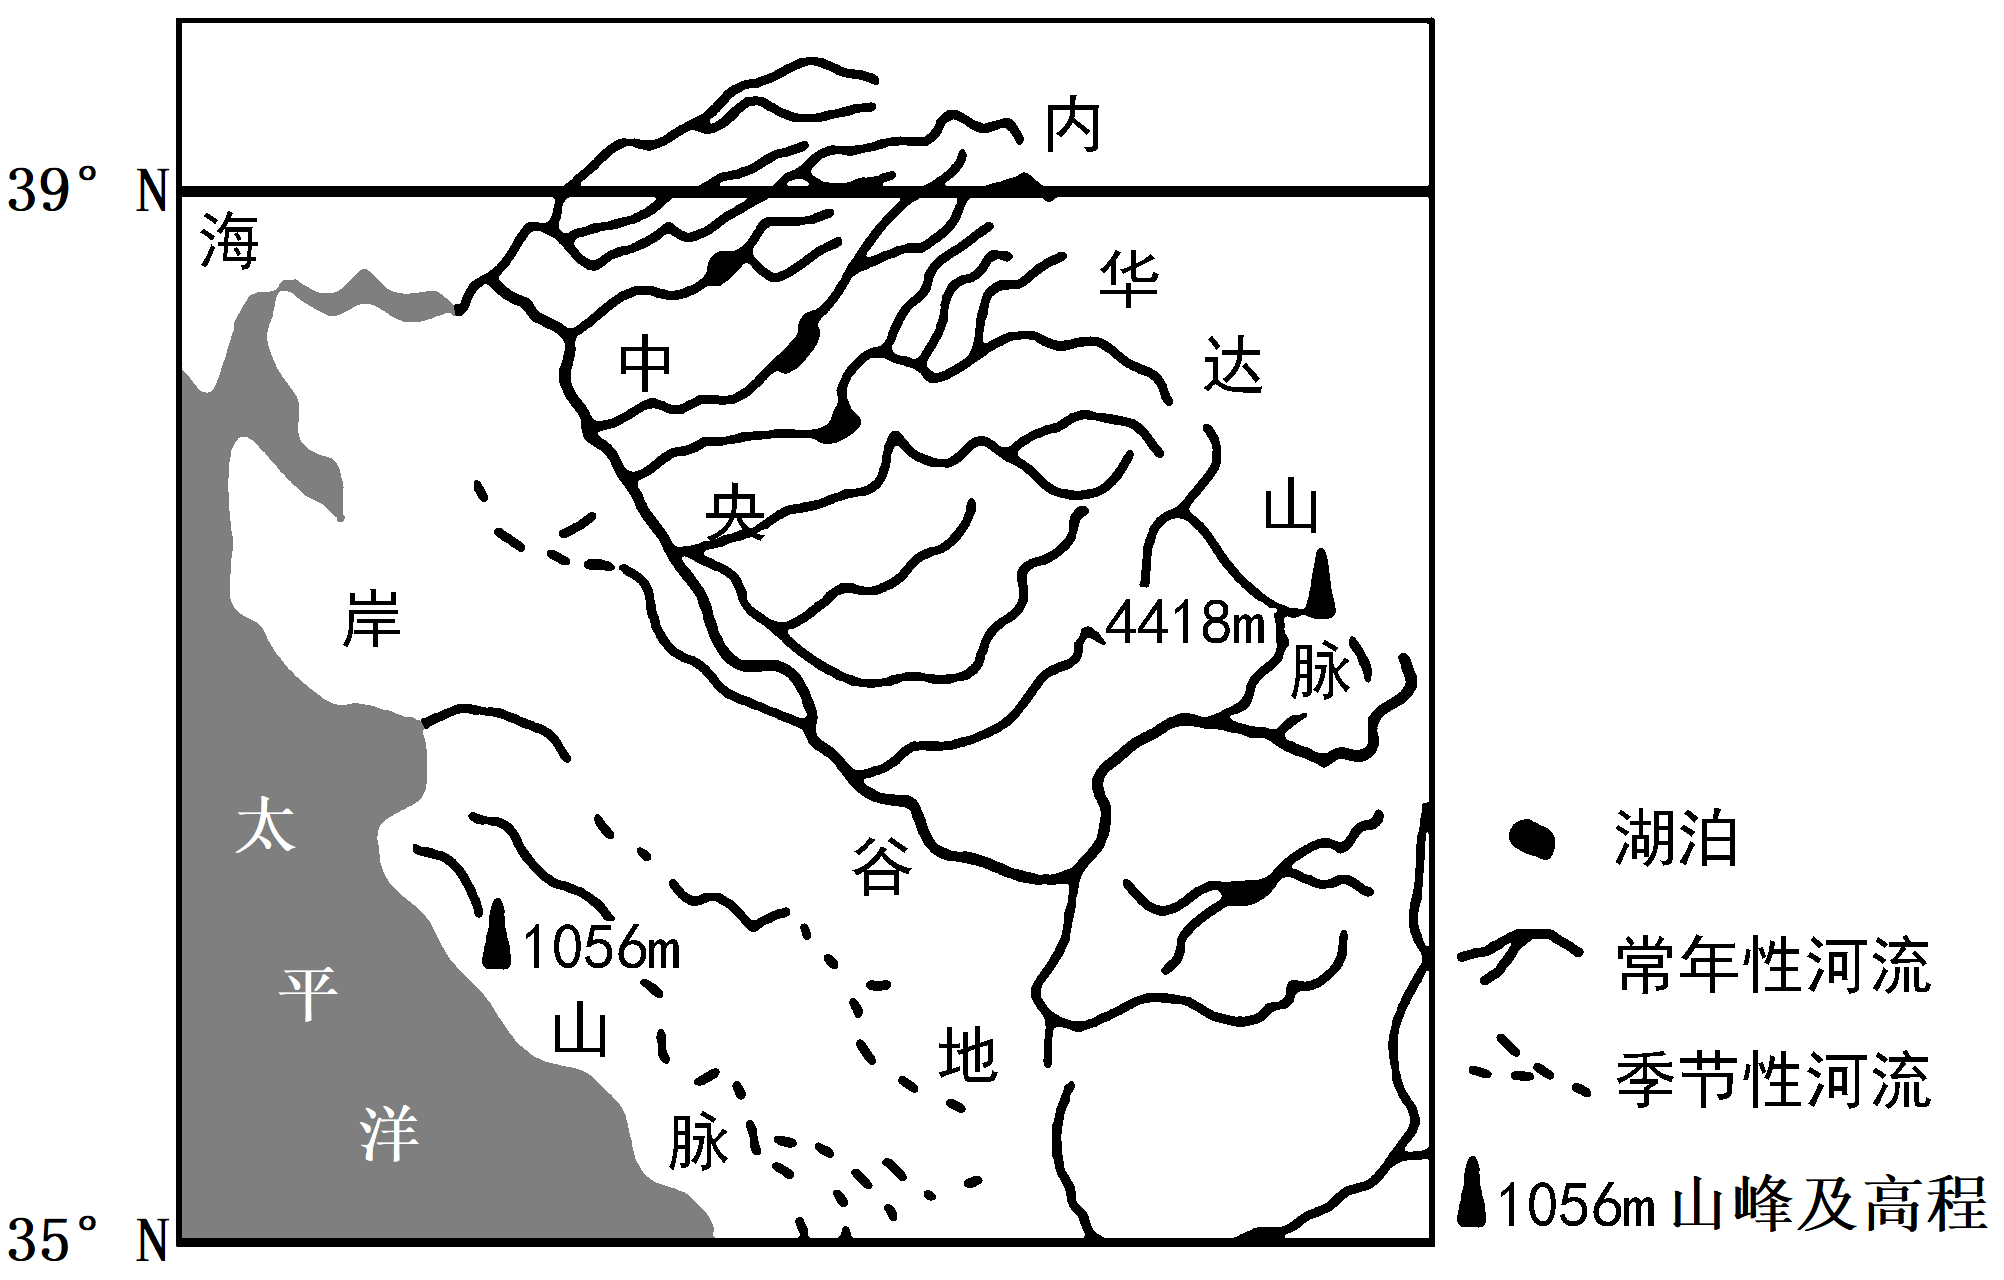 39° N
内
海
华
中
达
央
山
岸
4418m
脉
太
谷
湖泊
1056m
常年性河流
平
山
地
季节性河流
洋
脉
1056m山峰及高程
35° N